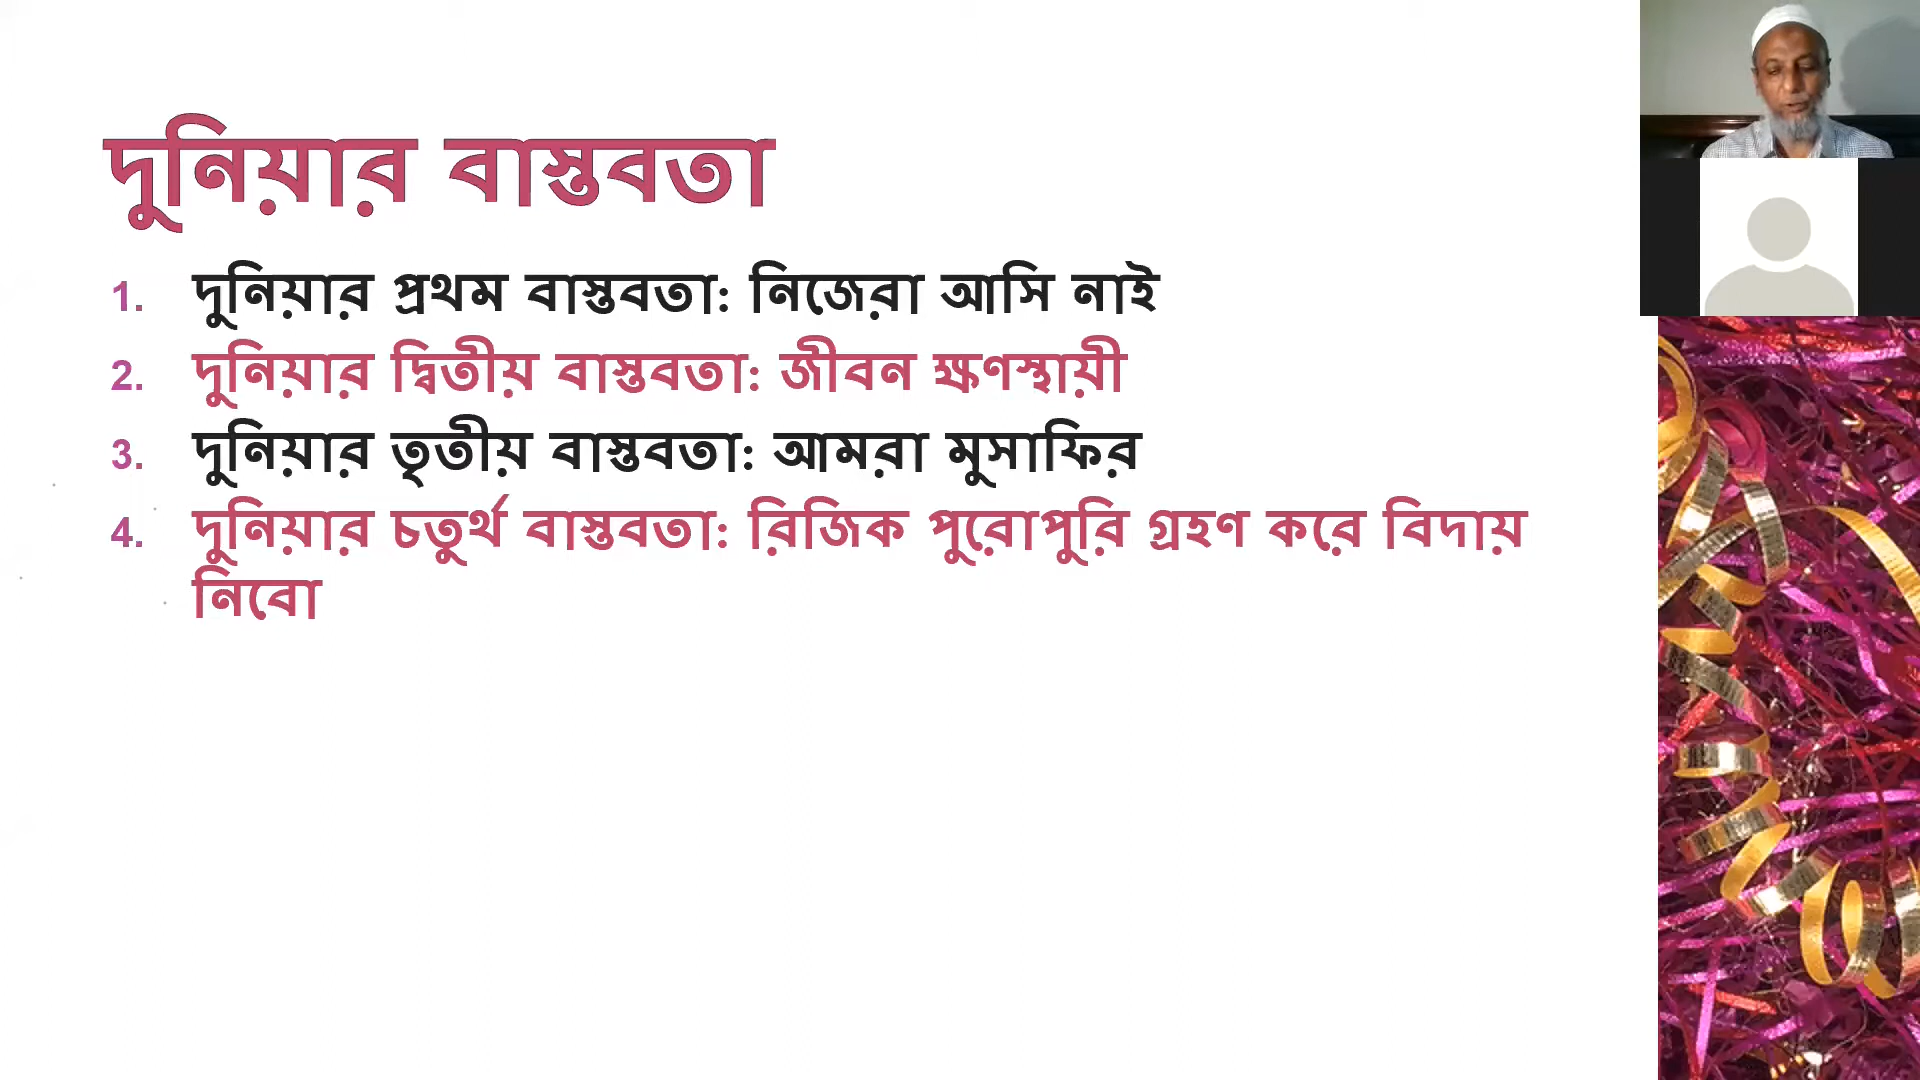 দুনিয়ার বাস্তবতা
1. দুনিয়ার প্রথম বাস্তবতা: নিজেরা আসি নাই
2. দুনিয়ার দ্বিতীয় বাস্তবতা: জীবন ক্ষণস্থায়ী
3. দুনিয়ার তৃতীয় বাস্তবতা: আমরা মুসাফির
4. দুনিয়ার চতুর্থ বাস্তবতা: রিজিক পুরোপুরি গ্রহণ করে বিদায়
নিবো